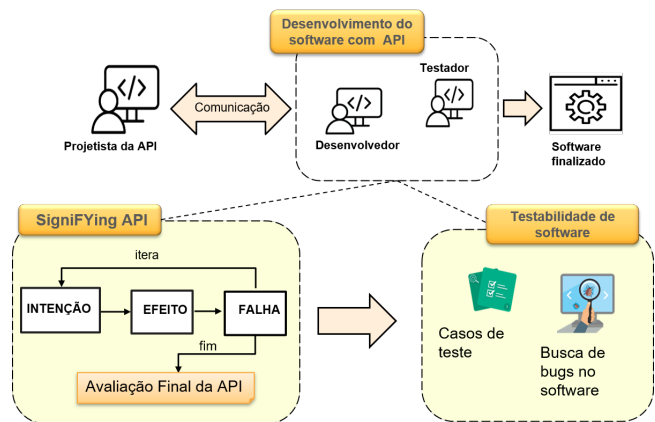 Desenvolvimento do
software com API
Testador
Comunicação
Projetista da API
Desenvolvedor
Software
finalizado
SigniFYing API
Testabilidade de
software
itera
INTENÇÃO
EFEITO
FALHA
fim
Avaliação Final da API
Casos de
teste
Busca de
bugs no
software